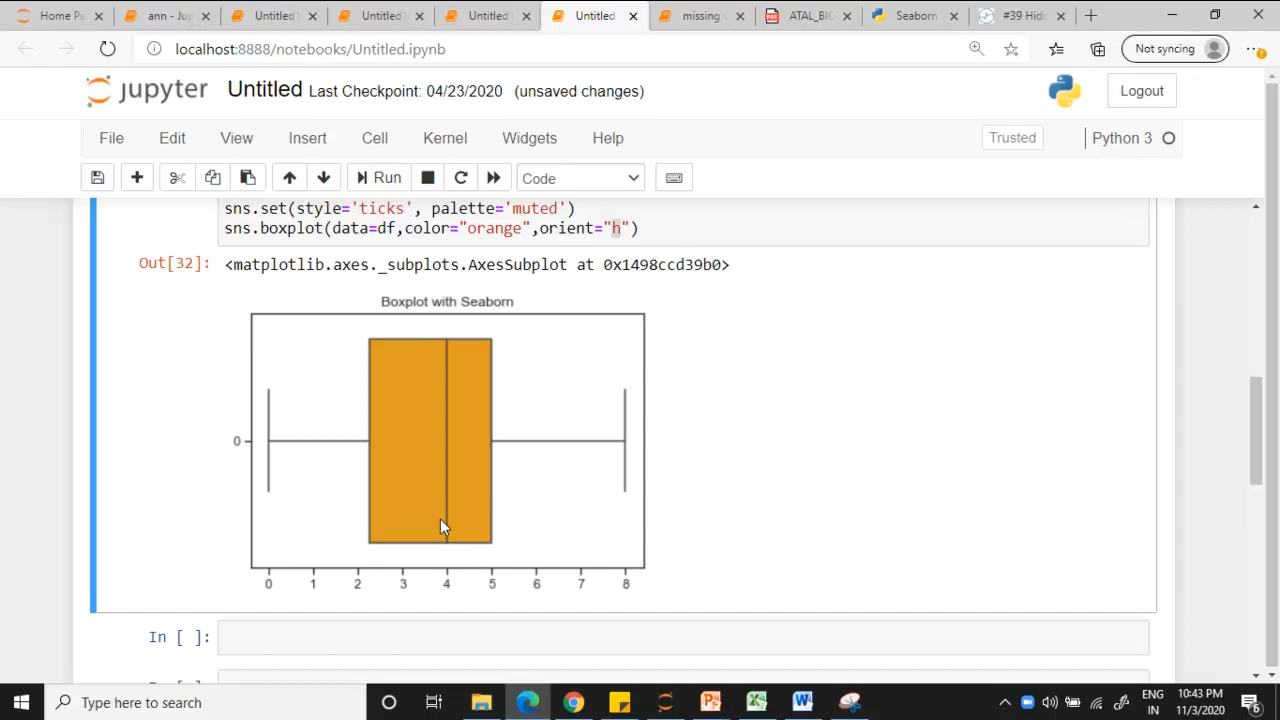 Home Pa
ann - Jup
Untitled
Untitled
Untitled
Untitled
missing v
ATAL_BIG
Seaborn
#39 Hide
localhost:8888/notebooks/Untitled.ipynb
Not syncing
jupyter Untitled Last Checkpoint: 04/23/2020 (unsaved changes)
Logout
File Edit View Insert Cell Kernel Widgets Help
Trusted
Python 3
Run
Code
sns.set(style='ticks', palette='muted')
sns.boxplot(data=df,color="orange",orient="h")
Out[32]: <matplotlib.axes._subplots.AxesSubplot at 0x1498ccd39b0>
Boxplot with Seaborn
0
0 1 2 3 4 5 6 7 8
In [ ]:
Type here to search
ENG
IN
10:43 PM
11/3/2020
6